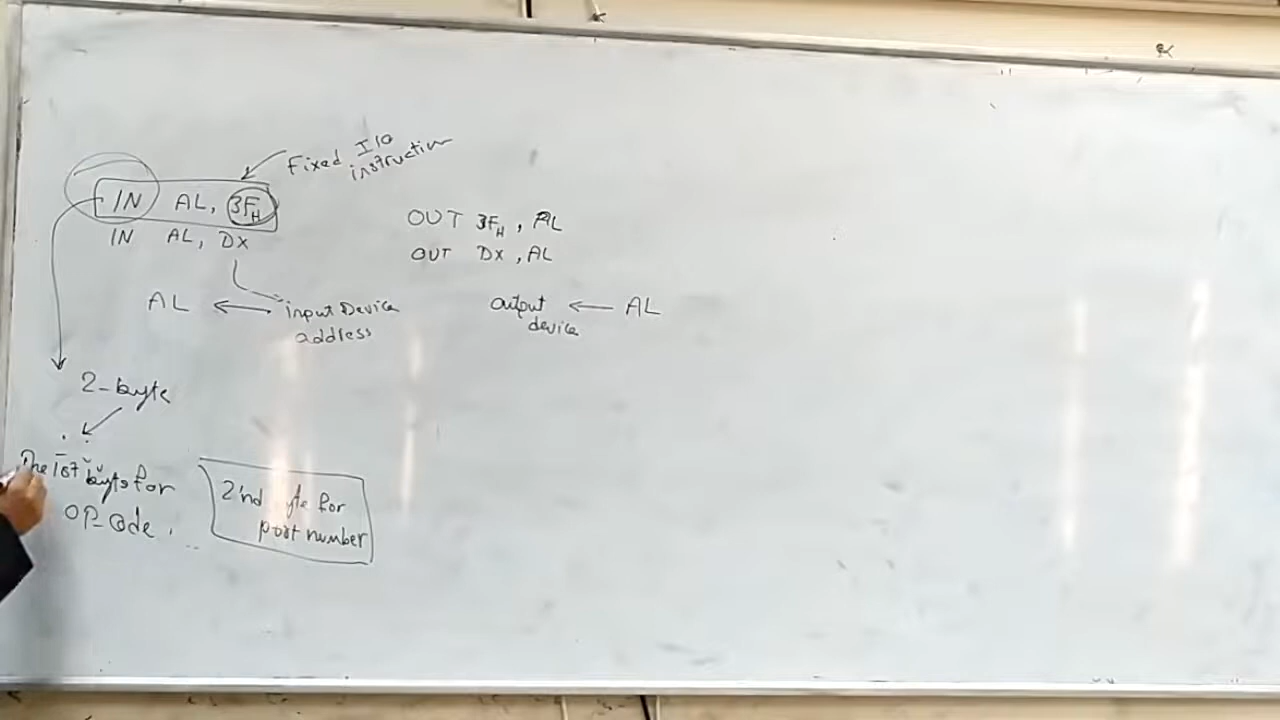 Fixed I/O
instruction
IN AL, 3FH
IN AL, DX
OUT 3FH, AL
OUT DX, AL
AL ← input Device
address
output ← AL
device
2-byte
The 1st byte for
OP-code.
2'nd byte for
port number